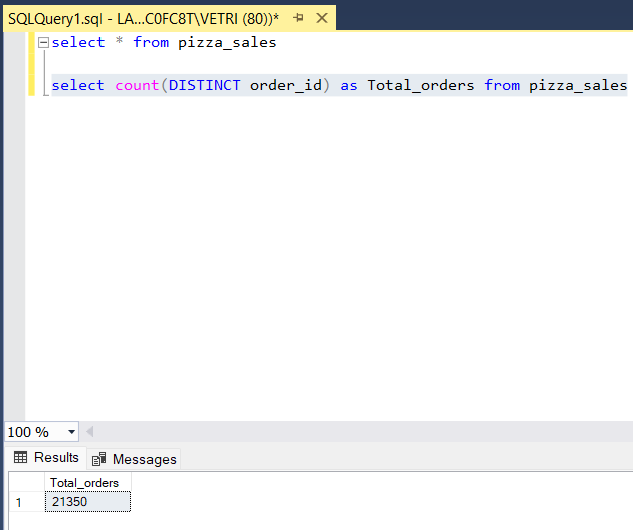 SQLQuery1.sql - LA...C0FC8T\VETRI (80))*
select * from pizza_sales
select count(DISTINCT order_id) as Total_orders from pizza_sales
100 %
Results Messages
Total_orders
1 21350